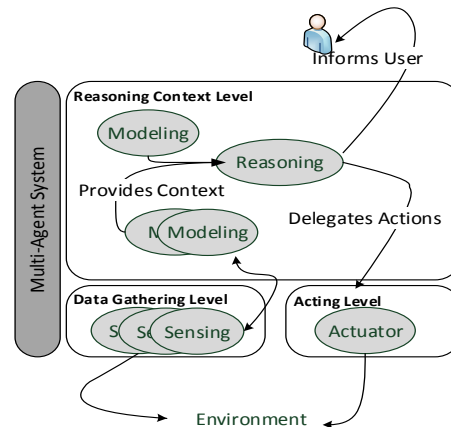 Informs User
Reasoning Context Level
Modeling
Reasoning
Provides Context
M
Modeling
Delegates Actions
Multi-Agent System
Data Gathering Level
S
Se
Sensing
Acting Level
Actuator
Environment